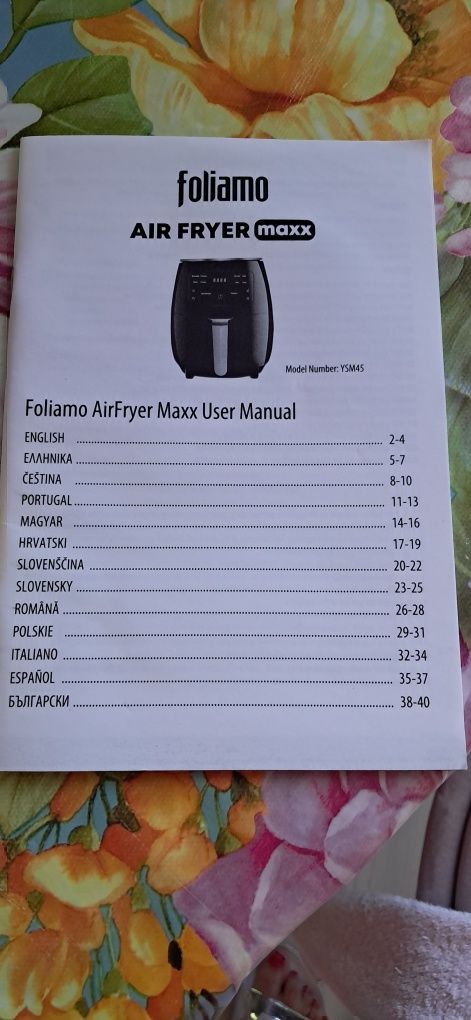 foliamo
AIR FRYER maxx
Model Number: YSM45
Foliamo AirFryer Maxx User Manual
ENGLISH ........ 2-4
ΕΛΛΗΝΙΚΑ ........ 5-7
ČEŠTINA ........ 8-10
PORTUGAL ........ 11-13
MAGYAR ........ 14-16
HRVATSKI ........ 17-19
SLOVENŠČINA ........ 20-22
SLOVENSKY ........ 23-25
ROMÂNĂ ........ 26-28
POLSKIE ........ 29-31
ITALIANO ........ 32-34
ESPAÑOL ........ 35-37
БЪЛГАРСКИ ........ 38-40